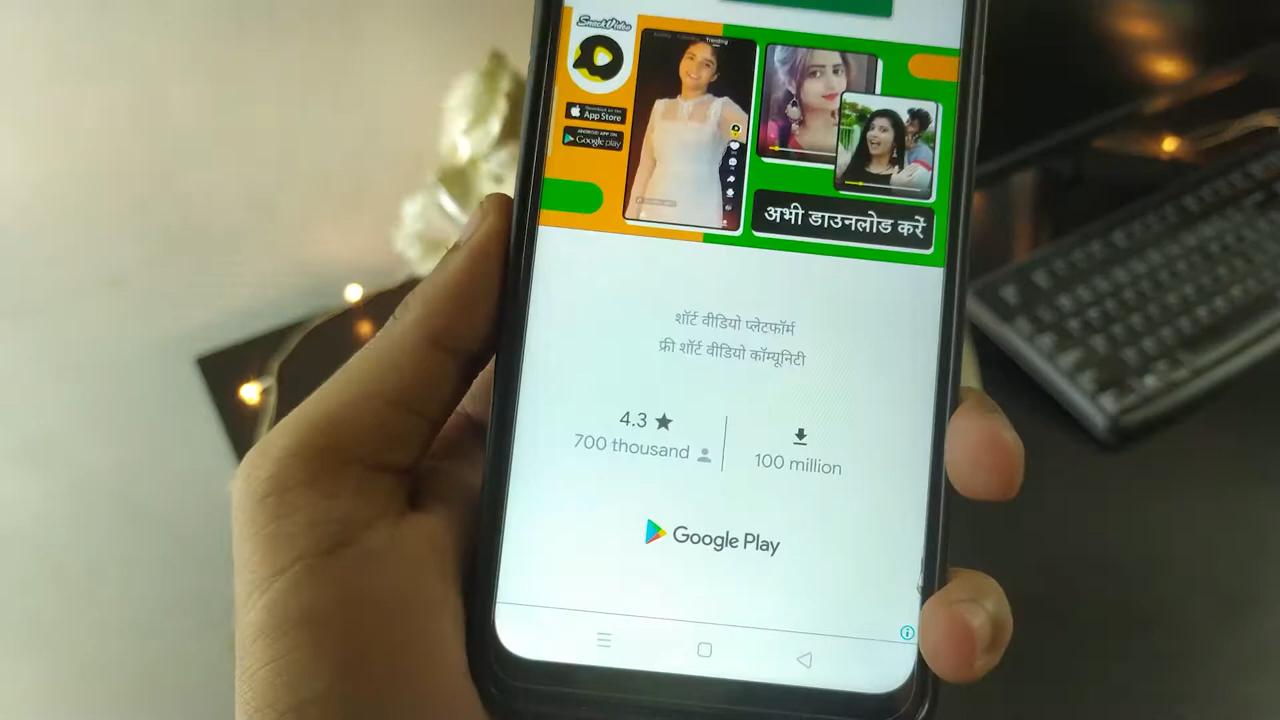 SnackVideo
Trending
Download on the
App Store
ANDROID APP ON
Google play
अभी डाउनलोड करें
शॉर्ट वीडियो प्लेटफॉर्म
फ्री शॉर्ट वीडियो कॉम्यूनिटी
4.3 ★
700 thousand
100 million
Google Play